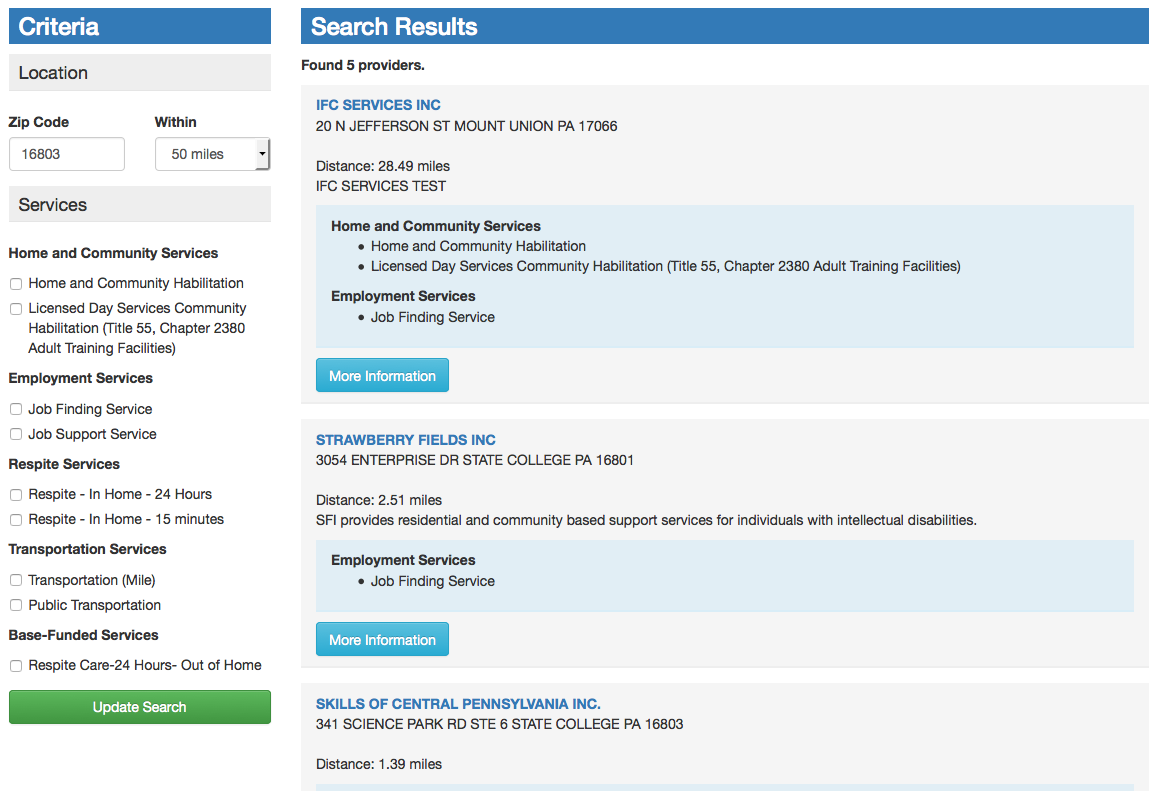 Criteria
Location
Zip Code Within
16803 50 miles
Services
Home and Community Services
Home and Community Habilitation
Licensed Day Services Community
Habilitation (Title 55, Chapter 2380
Adult Training Facilities)
Employment Services
Job Finding Service
Job Support Service
Respite Services
Respite - In Home - 24 Hours
Respite - In Home - 15 minutes
Transportation Services
Transportation (Mile)
Public Transportation
Base-Funded Services
Respite Care-24 Hours- Out of Home
Update Search
Search Results
Found 5 providers.
IFC SERVICES INC
20 N JEFFERSON ST MOUNT UNION PA 17066
Distance: 28.49 miles
IFC SERVICES TEST
Home and Community Services
• Home and Community Habilitation
• Licensed Day Services Community Habilitation (Title 55, Chapter 2380 Adult Training Facilities)
Employment Services
• Job Finding Service
More Information
STRAWBERRY FIELDS INC
3054 ENTERPRISE DR STATE COLLEGE PA 16801
Distance: 2.51 miles
SFI provides residential and community based support services for individuals with intellectual disabilities.
Employment Services
• Job Finding Service
More Information
SKILLS OF CENTRAL PENNSYLVANIA INC.
341 SCIENCE PARK RD STE 6 STATE COLLEGE PA 16803
Distance: 1.39 miles